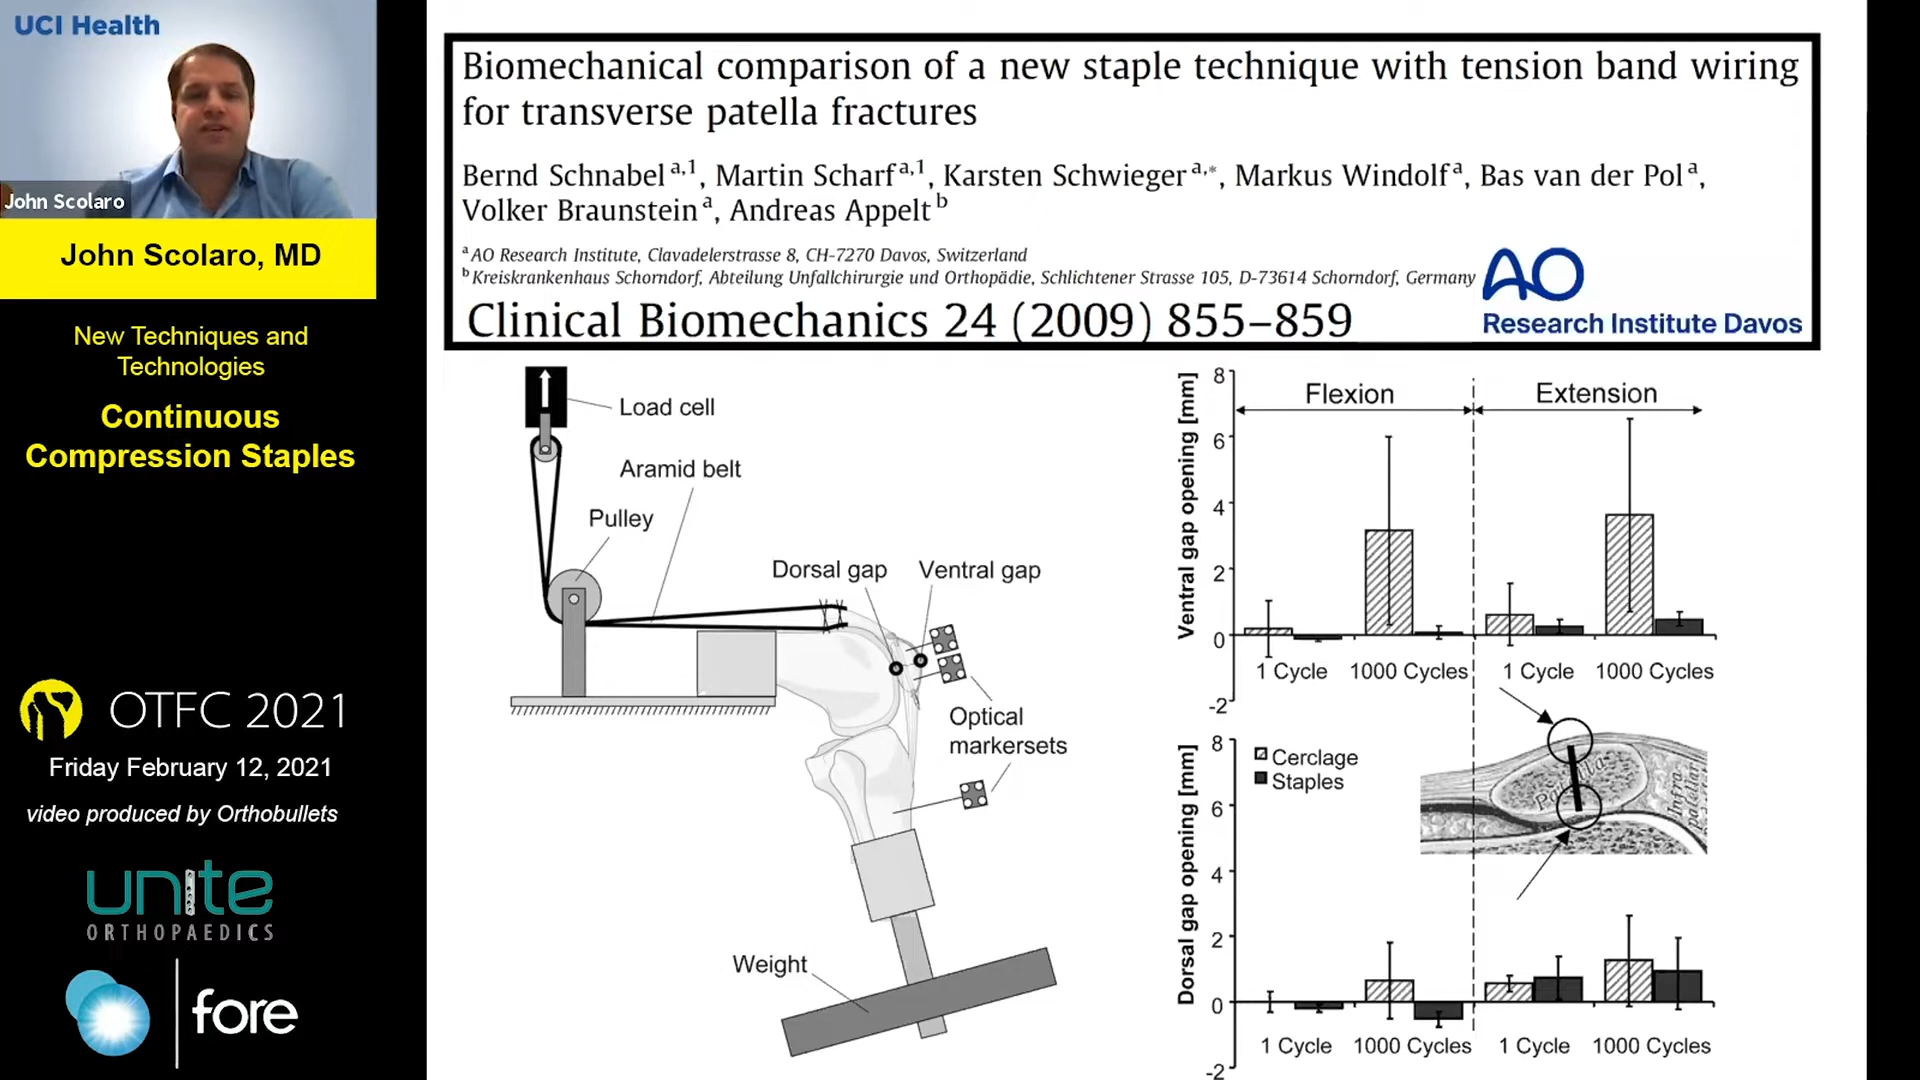 UCI Health
John Scolaro
John Scolaro, MD
New Techniques and
Technologies
Continuous
Compression Staples
OTFC 2021
Friday February 12, 2021
video produced by Orthobullets
unite
ORTHOPAEDICS
fore
Biomechanical comparison of a new staple technique with tension band wiring
for transverse patella fractures
Bernd Schnabel a,1, Martin Scharf a,1, Karsten Schwieger a,*, Markus Windolf a, Bas van der Pol a,
Volker Braunstein a, Andreas Appelt b
a AO Research Institute, Clavadelerstrasse 8, CH-7270 Davos, Switzerland
b Kreiskrankenhaus Schorndorf, Abteilung Unfallchirurgie und Orthopädie, Schlichtener Strasse 105, D-73614 Schorndorf, Germany
Clinical Biomechanics 24 (2009) 855–859
AO
Research Institute Davos
Load cell
Aramid belt
Pulley
Dorsal gap
Ventral gap
Optical
markersets
Weight
Ventral gap opening [mm]
8
6
4
2
0
-2
Flexion
Extension
1 Cycle
1000 Cycles
1 Cycle
1000 Cycles
Dorsal gap opening [mm]
8
6
4
2
0
-2
Cerclage
Staples
Infra
patellar
1 Cycle
1000 Cycles
1 Cycle
1000 Cycles